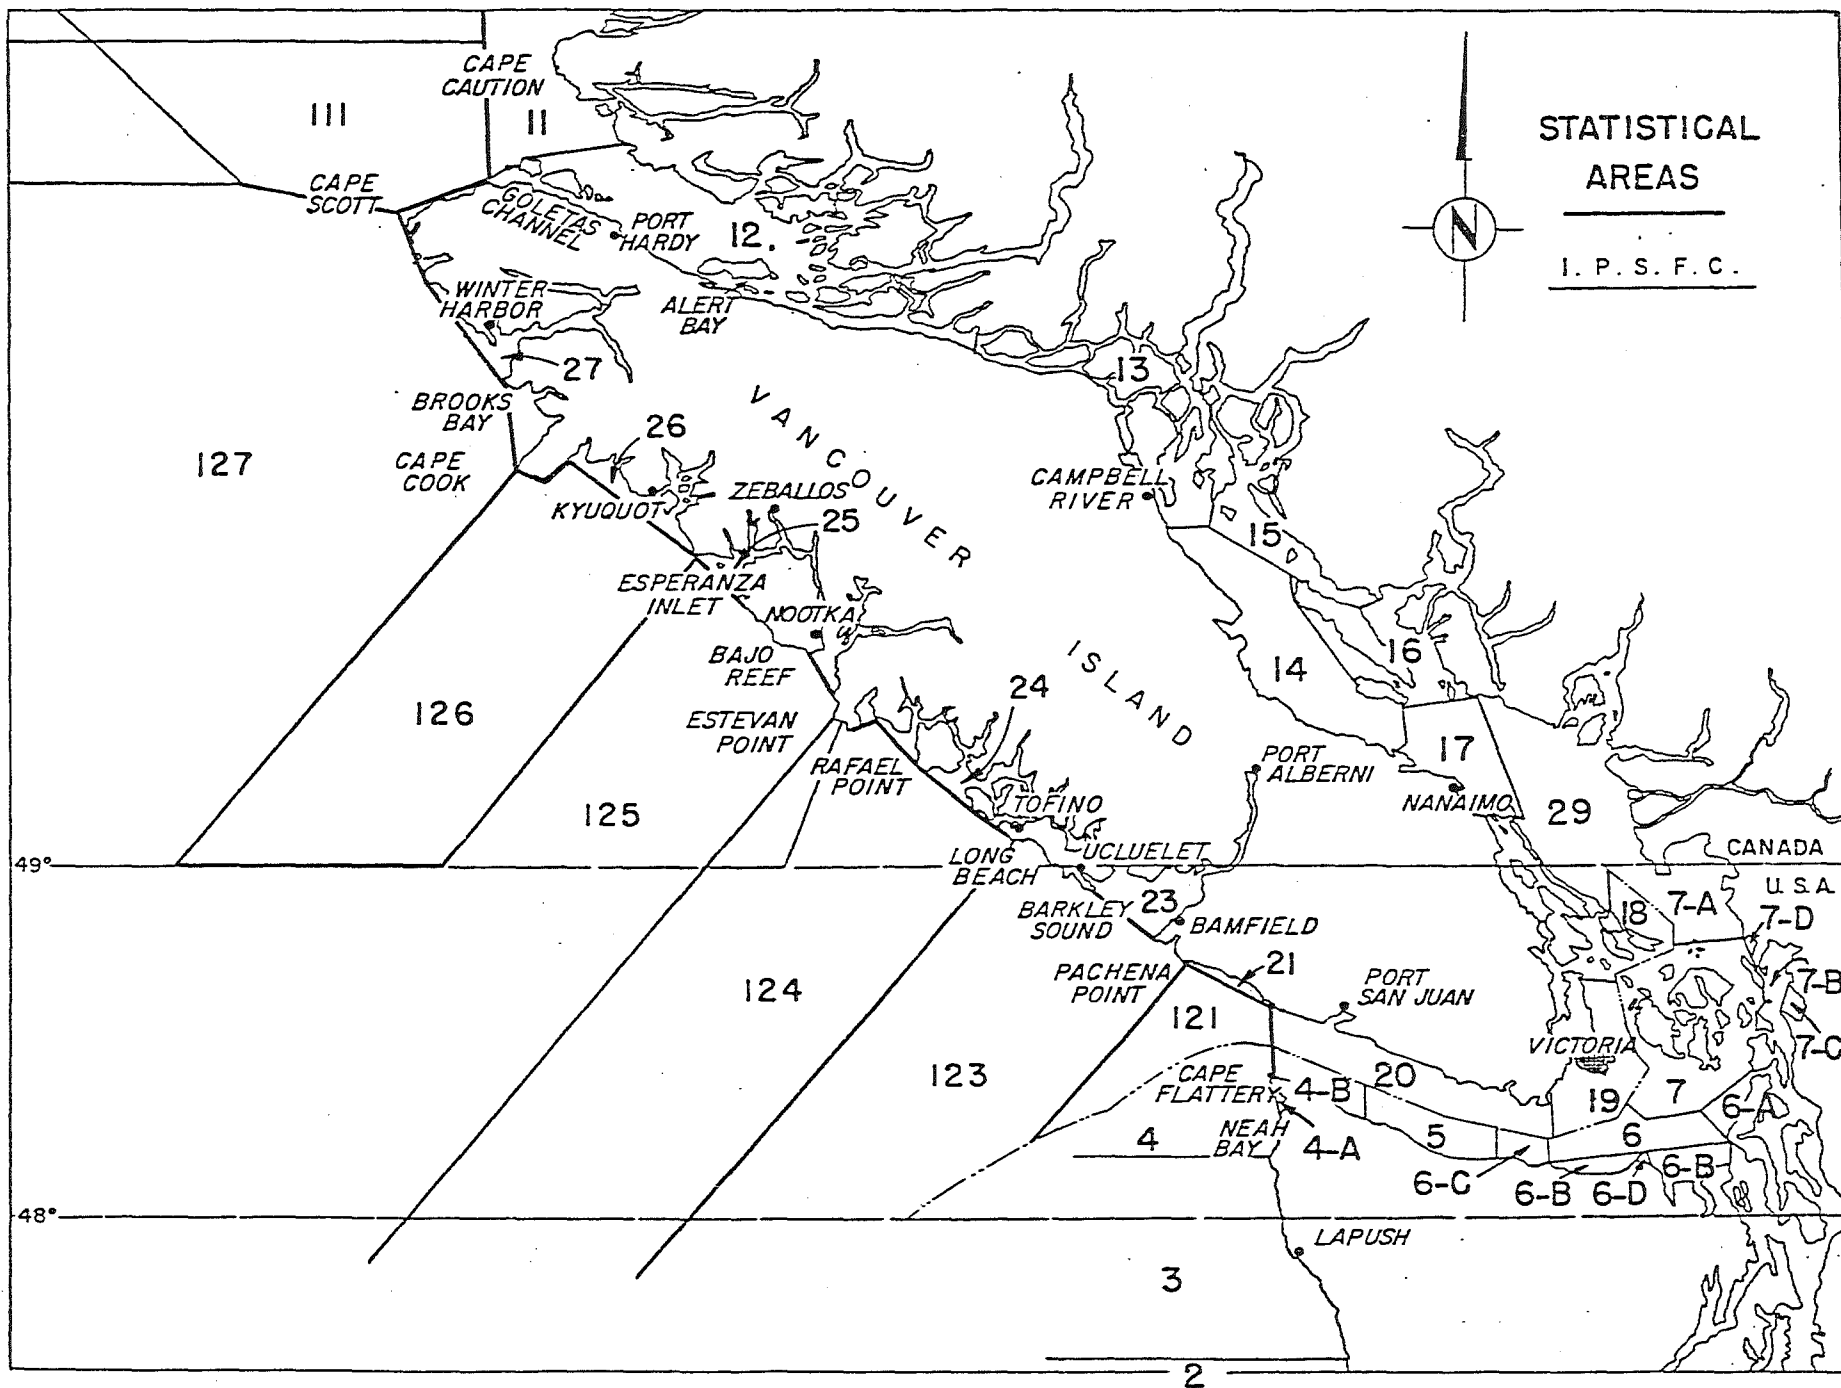 STATISTICAL
AREAS
I. P. S. F. C.
N
CAPE
CAUTION
111
11
CAPE
SCOTT
GOLETAS
CHANNEL
PORT
HARDY
12.
WINTER
HARBOR
ALERT
BAY
27
13
BROOKS
BAY
VANCOUVER
ISLAND
127
CAPE
COOK
26
KYUQUOT
ZEBALLOS
25
CAMPBELL
RIVER
15
ESPERANZA
INLET
NOOTKA
BAJO
REEF
14
16
126
ESTEVAN
POINT
24
RAFAEL
POINT
PORT
ALBERNI
17
NANAIMO
29
125
TOFINO
49°
LONG
BEACH
UCLUELET
CANADA
U.S.A.
BARKLEY
SOUND
23
BAMFIELD
18
7-A
7-D
124
PACHENA
POINT
21
PORT
SAN JUAN
7-B
121
VICTORIA
7-C
123
CAPE
FLATTERY
4-B
20
19
7
6-A
4
NEAH
BAY
4-A
5
6
6-C
6-B
6-D
6-B
48°
LAPUSH
3
2